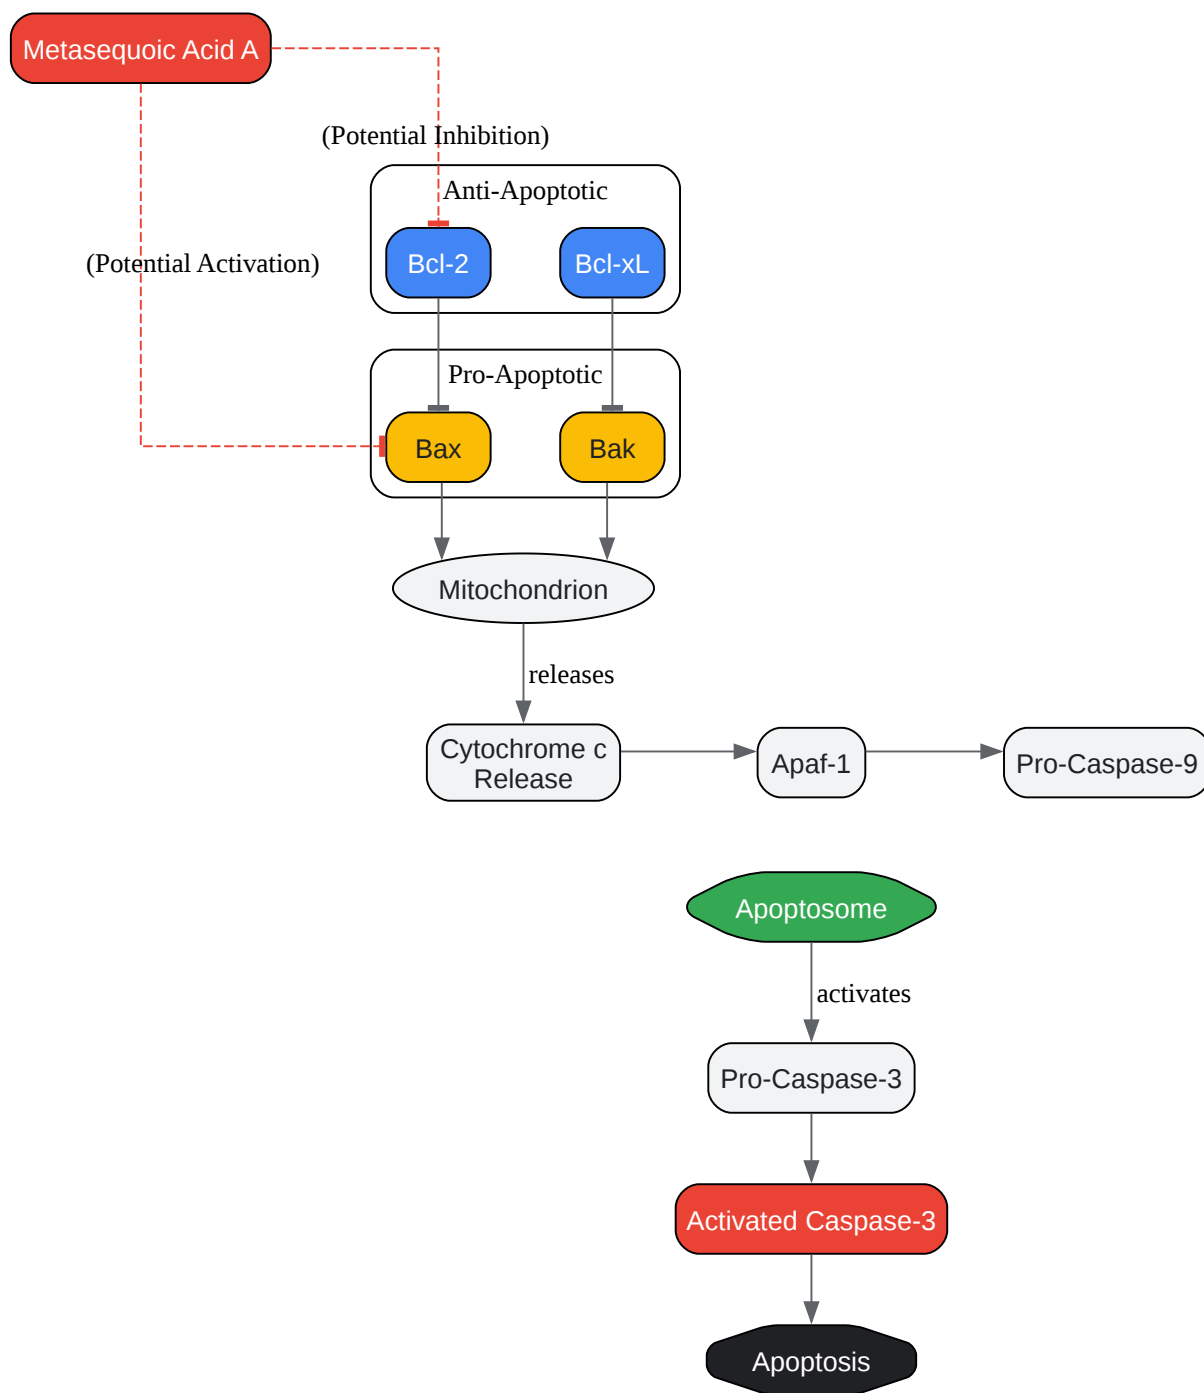 Metasequoic Acid A
(Potential Inhibition)
Anti-Apoptotic
Bcl-2
Bcl-xL
(Potential Activation)
Pro-Apoptotic
Bax
Bak
Mitochondrion
releases
Cytochrome c
Release
Apaf-1
Pro-Caspase-9
Apoptosome
activates
Pro-Caspase-3
Activated Caspase-3
Apoptosis